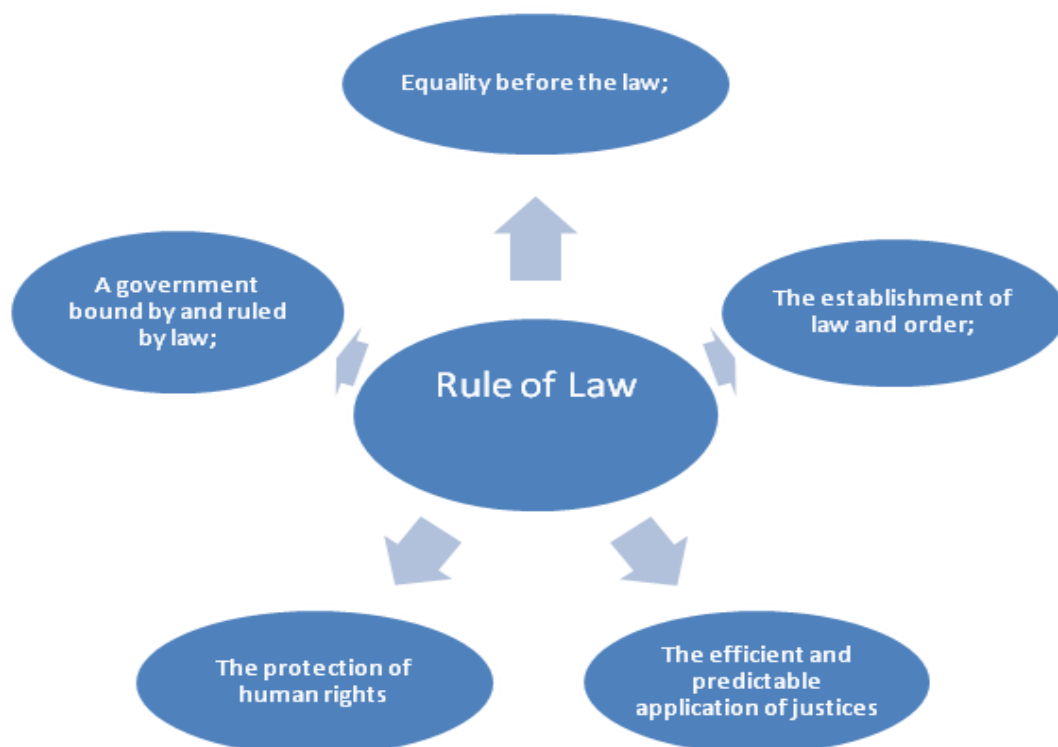 Equality before the law;
A government
bound by and ruled
by law;
The establishment of
law and order;
Rule of Law
The protection of
human rights
The efficient and
predictable
application of justices